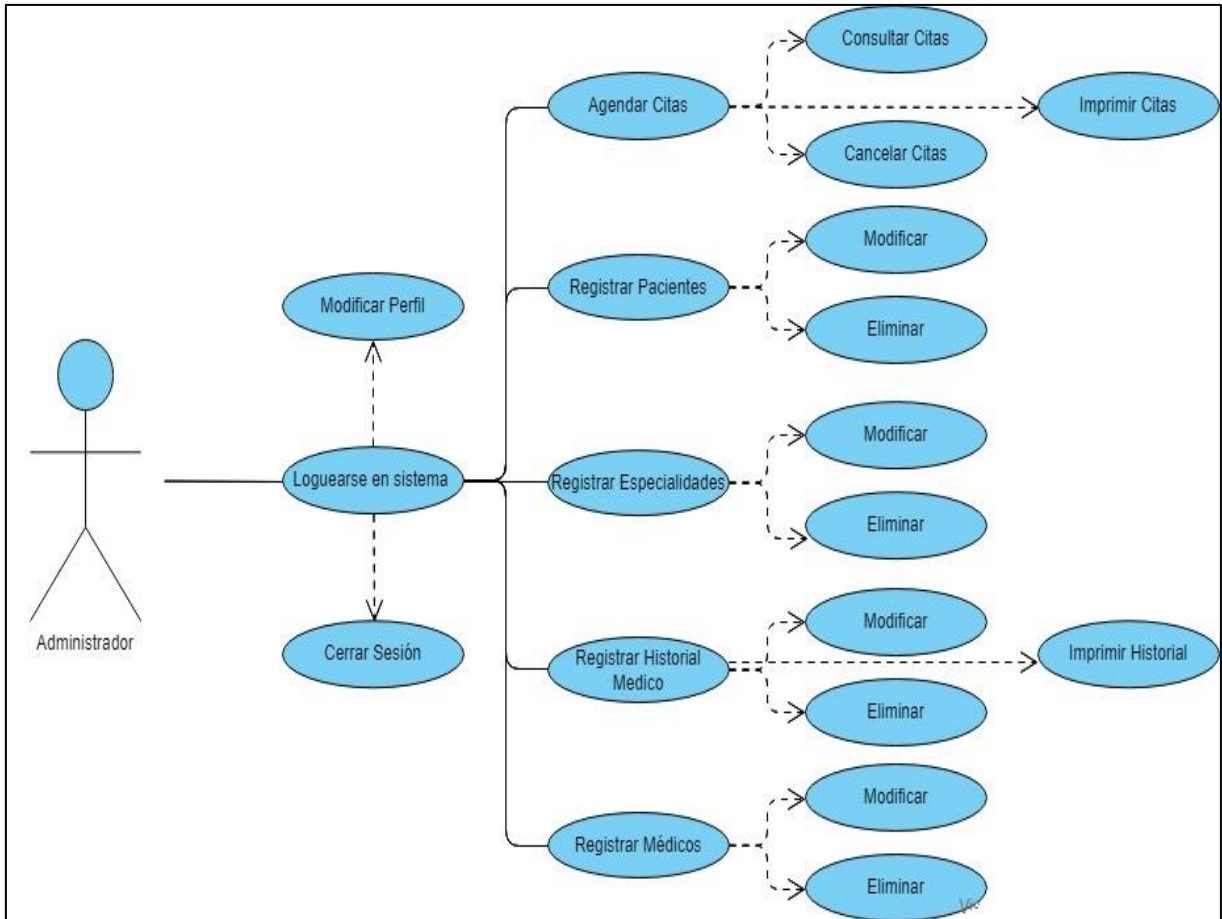 Consultar Citas
Agendar Citas
Imprimir Citas
Cancelar Citas
Modificar
Registrar Pacientes
Modificar Perfil
Eliminar
Modificar
Loguearse en sistema
Registrar Especialidades
Eliminar
Modificar
Administrador
Cerrar Sesión
Registrar Historial
Medico
Imprimir Historial
Eliminar
Modificar
Registrar Médicos
Eliminar